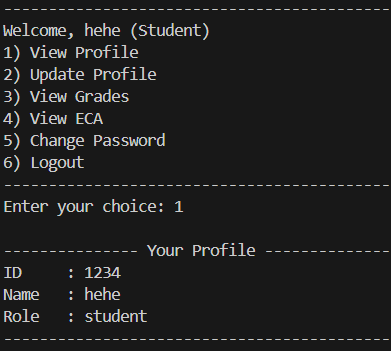 -------------------------------------------
Welcome, hehe (Student)
1) View Profile
2) Update Profile
3) View Grades
4) View ECA
5) Change Password
6) Logout
-------------------------------------------
Enter your choice: 1
--------------- Your Profile --------------
ID     : 1234
Name   : hehe
Role   : student
-------------------------------------------